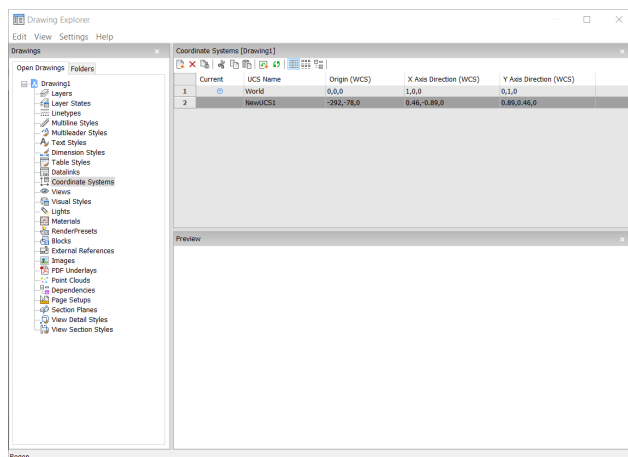 Drawing Explorer
Edit View Settings Help
Drawings
Open Drawings Folders
Drawing1
Layers
Layer States
Linetypes
Multiline Styles
Multileader Styles
Text Styles
Dimension Styles
Table Styles
Datalinks
Coordinate Systems
Views
Visual Styles
Lights
Materials
RenderPresets
Blocks
External References
Images
PDF Underlays
Point Clouds
Dependencies
Page Setups
Section Planes
View Detail Styles
View Section Styles
Coordinate Systems [Drawing1]
Current UCS Name Origin (WCS) X Axis Direction (WCS) Y Axis Direction (WCS)
1 World 0,0,0 1,0,0 0,1,0
2 NewUCS1 -292,-78,0 0.46,-0.89,0 0.89,0.46,0
Preview